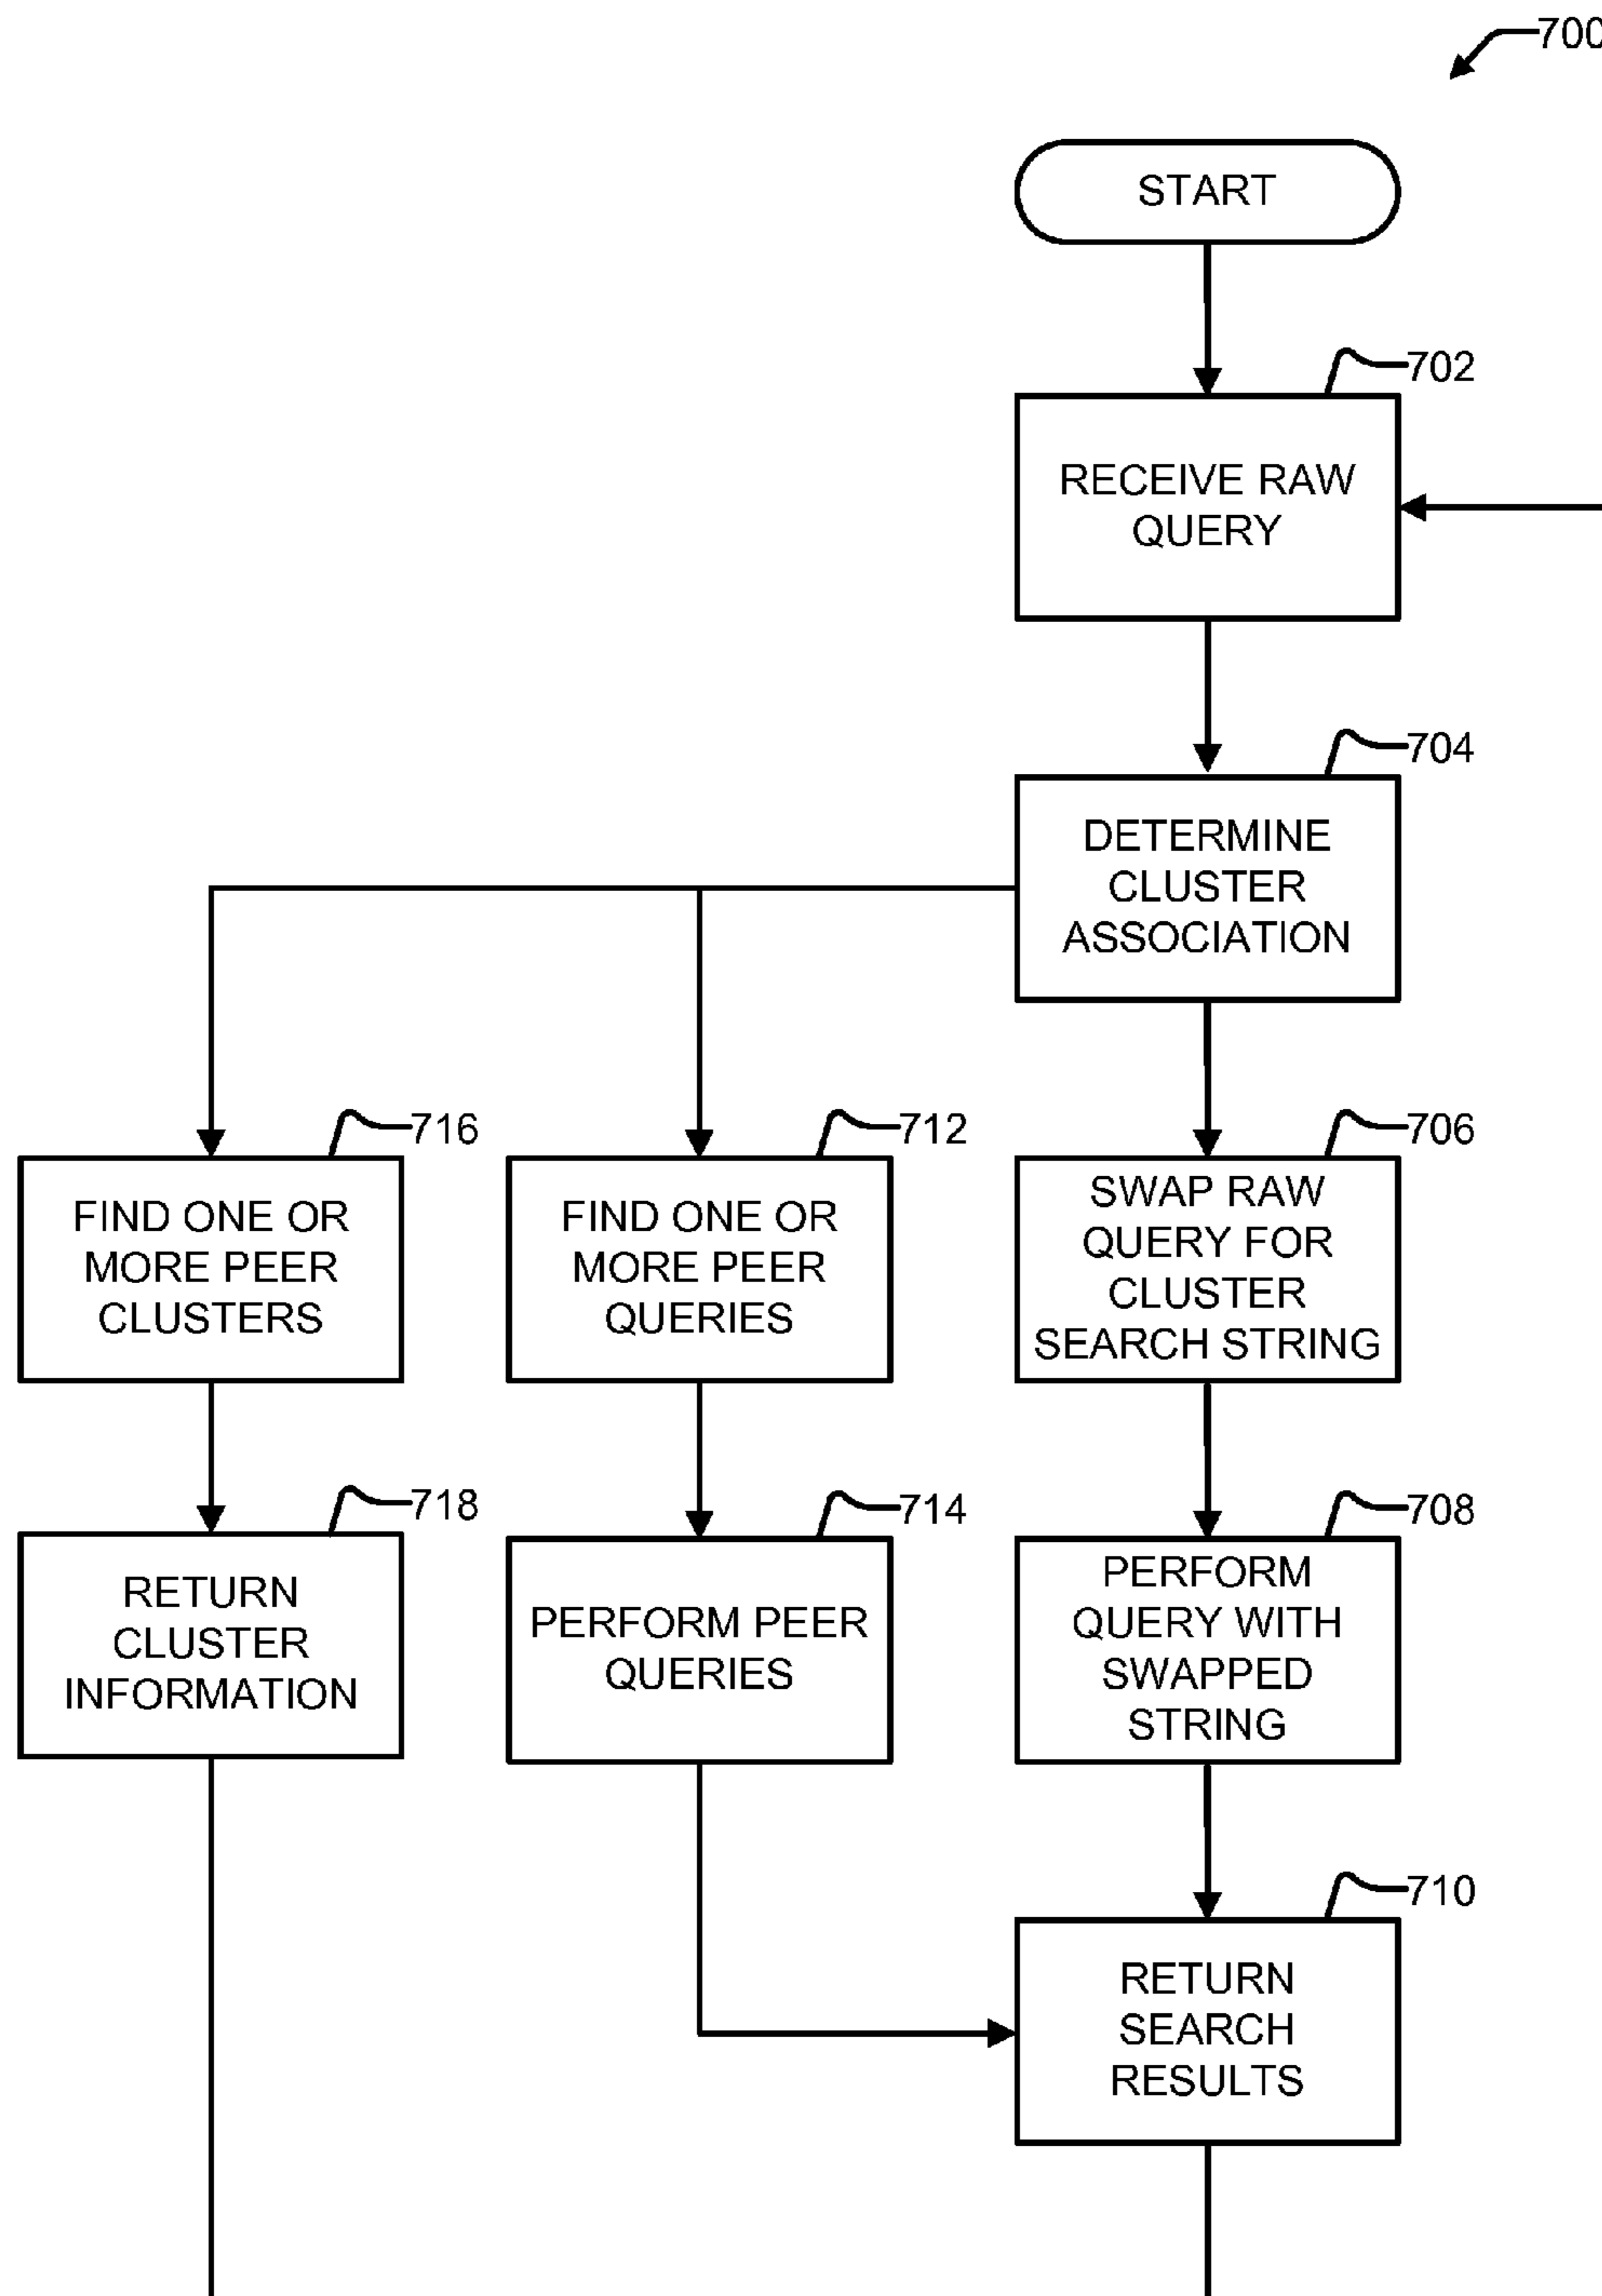 700
START
702
RECEIVE RAW
QUERY
704
DETERMINE
CLUSTER
ASSOCIATION
716
FIND ONE OR
MORE PEER
CLUSTERS
712
FIND ONE OR
MORE PEER
QUERIES
706
SWAP RAW
QUERY FOR
CLUSTER
SEARCH STRING
718
RETURN
CLUSTER
INFORMATION
714
PERFORM PEER
QUERIES
708
PERFORM
QUERY WITH
SWAPPED
STRING
710
RETURN
SEARCH
RESULTS